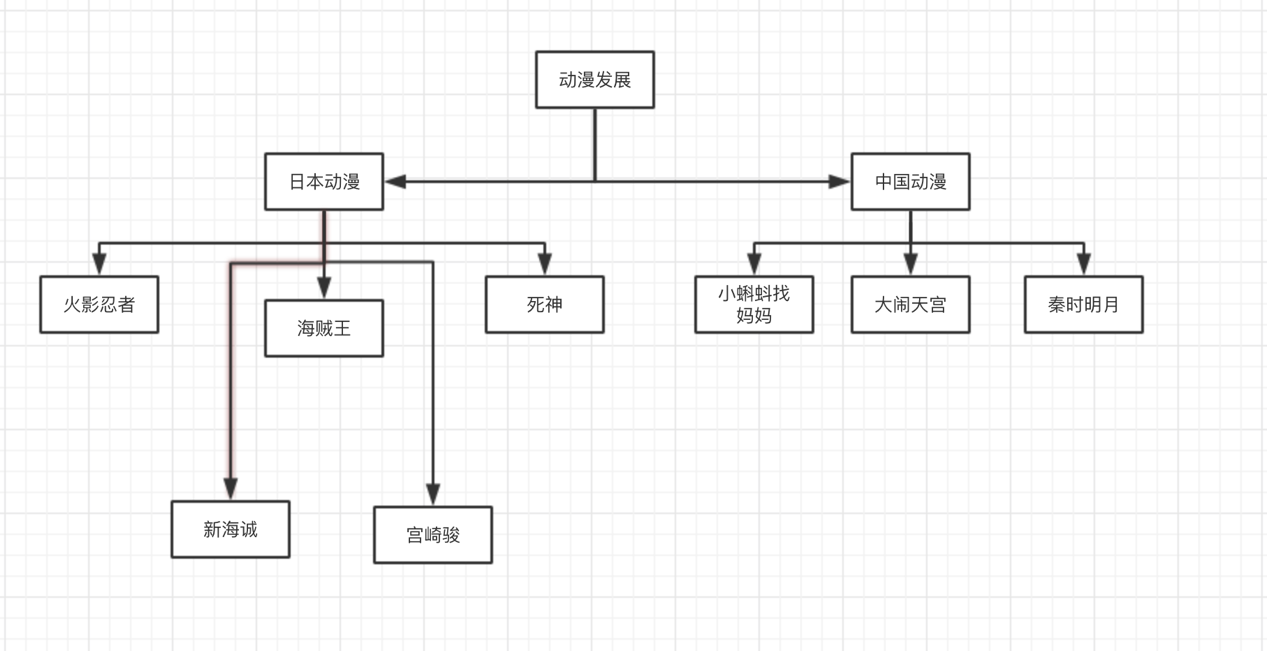 动漫发展
日本动漫
中国动漫
火影忍者
海贼王
死神
小蝌蚪找
妈妈
大闹天宫
秦时明月
新海诚
宫崎骏